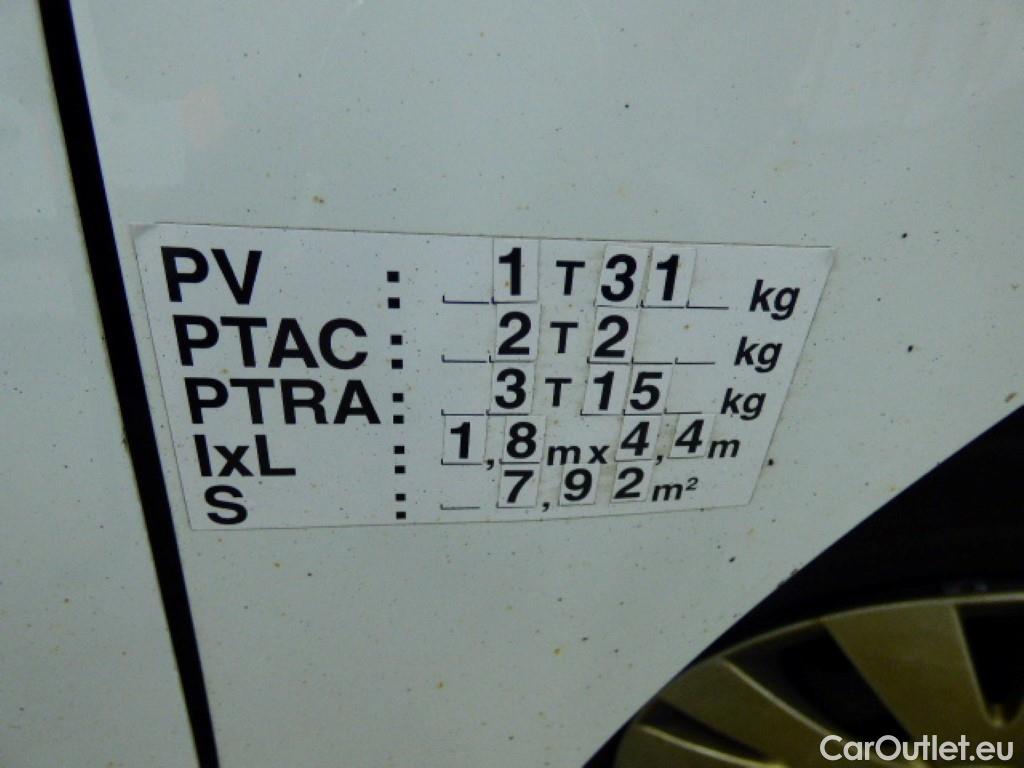 PV : _ 1 T 31 _ kg
PTAC : _ 2 T 2 _ _ kg
PTRA : _ 3 T 15 _ kg
lxL : 1,8 m x 4,4 m
S : _ 7,92 m²
CarOutlet.eu